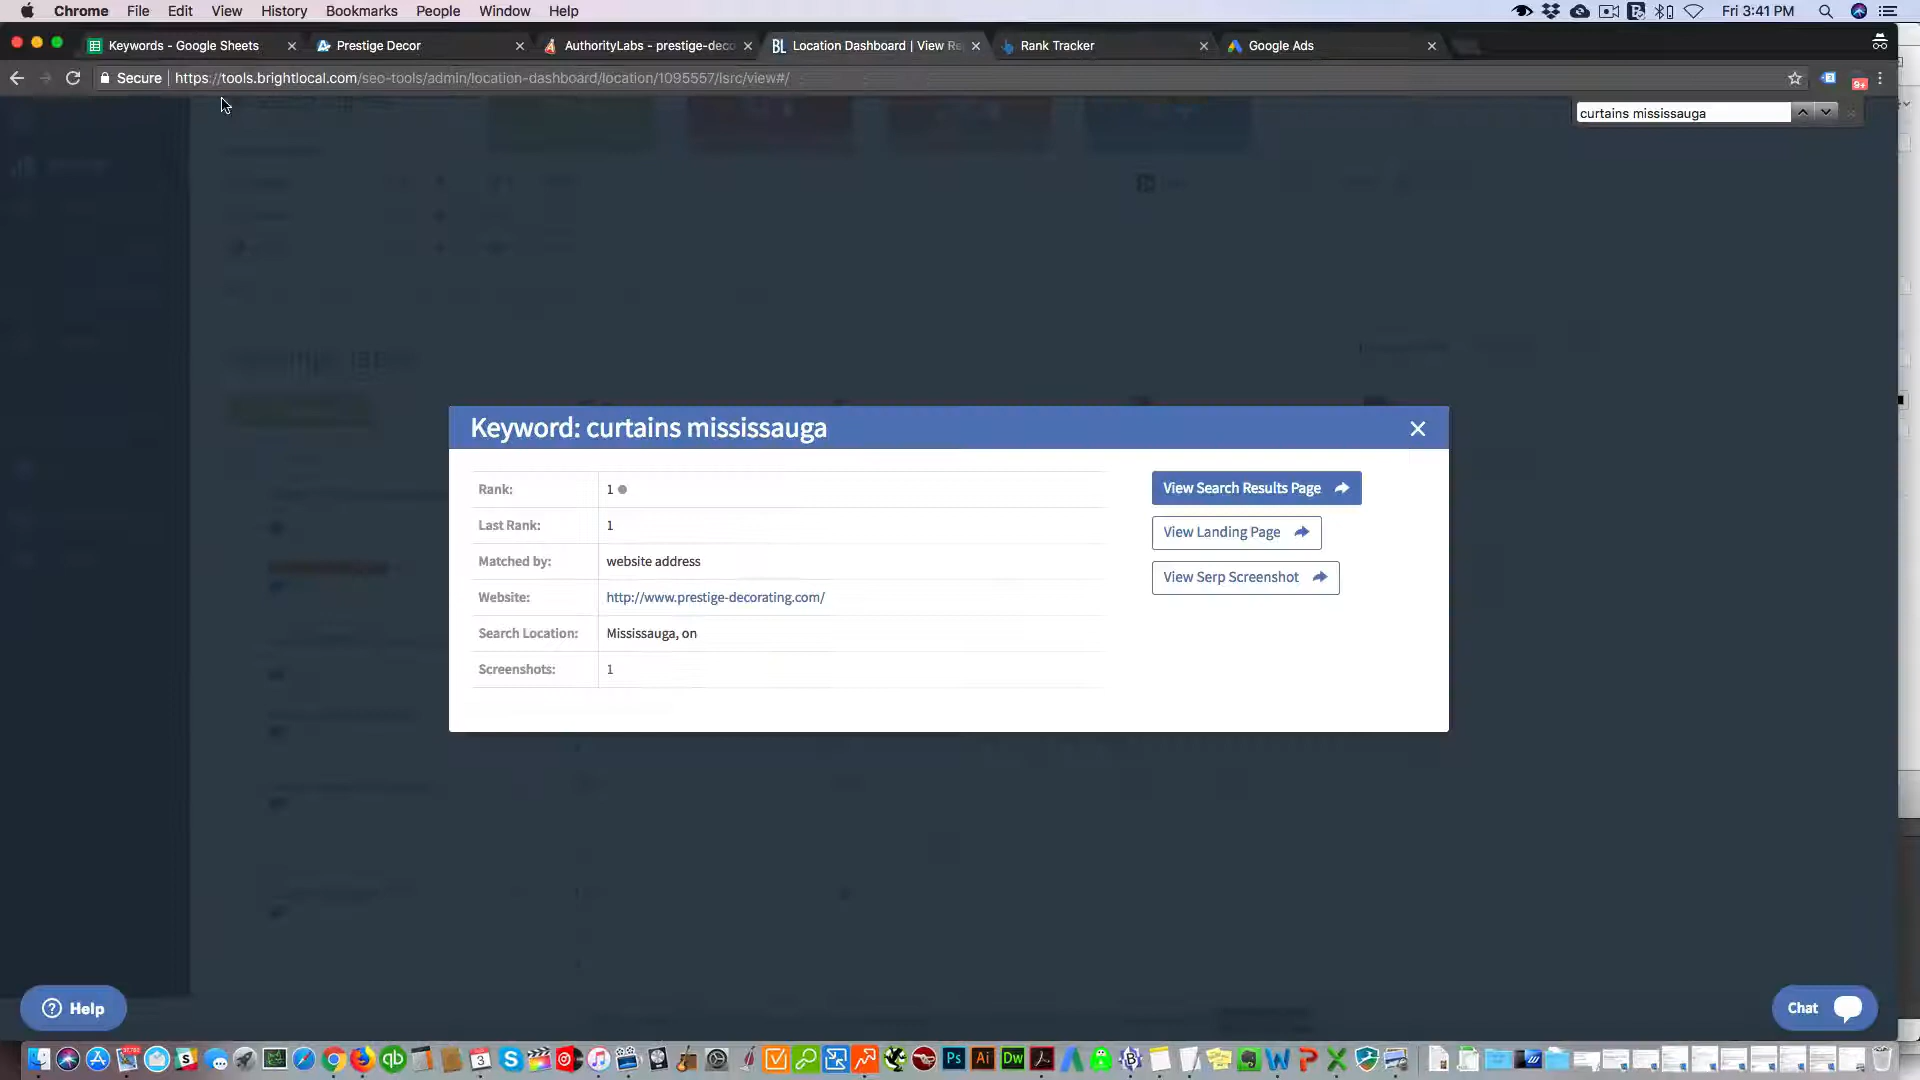 Chrome File Edit View History Bookmarks People Window Help Fri 3:41 PM
Keywords - Google Sheets Prestige Decor AuthorityLabs - prestige-deco BL Location Dashboard | View Re Rank Tracker Google Ads
Secure https://tools.brightlocal.com/seo-tools/admin/location-dashboard/location/1095557/lsrc/view#/
9+
curtains mississauga
Keyword: curtains mississauga
Rank: 1
Last Rank: 1
Matched by: website address
Website: http://www.prestige-decorating.com/
Search Location: Mississauga, on
Screenshots: 1
View Search Results Page
View Landing Page
View Serp Screenshot
Help
Chat